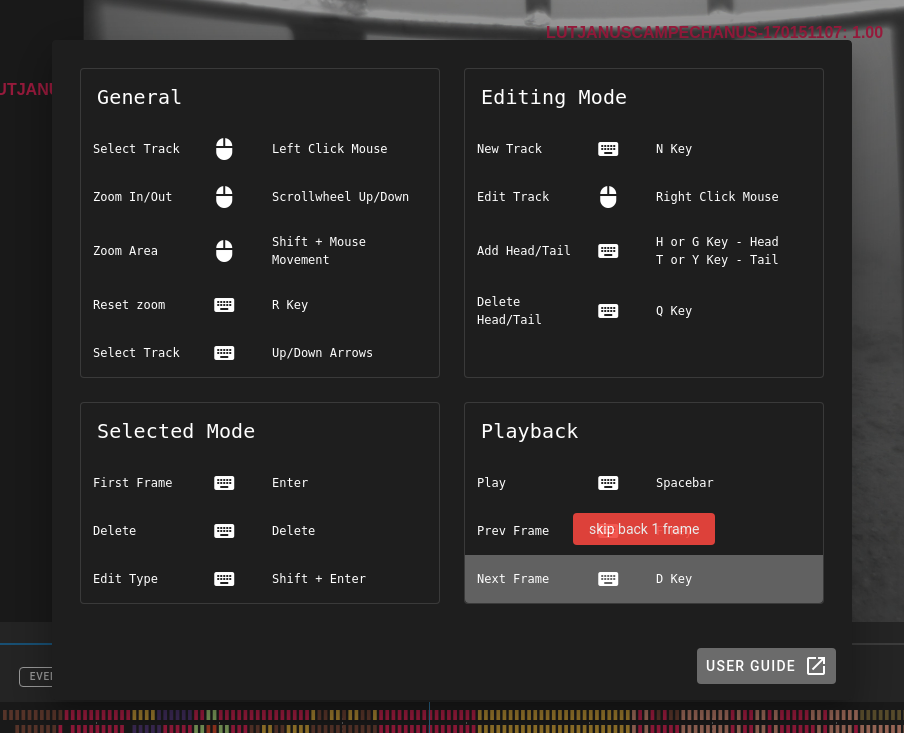 LUTJANUSCAMPECHANUS-170151167: 1.00
General
Select Track
Left Click Mouse
Zoom In/Out
Scrollwheel Up/Down
Zoom Area
Shift + Mouse
Movement
Reset zoom
R Key
Select Track
Up/Down Arrows
Editing Mode
New Track
N Key
Edit Track
Right Click Mouse
Add Head/Tail
H or G Key - Head
T or Y Key - Tail
Delete
Head/Tail
Q Key
Selected Mode
First Frame
Enter
Delete
Delete
Edit Type
Shift + Enter
Playback
Play
Spacebar
Prev Frame
skip back 1 frame
Next Frame
D Key
USER GUIDE